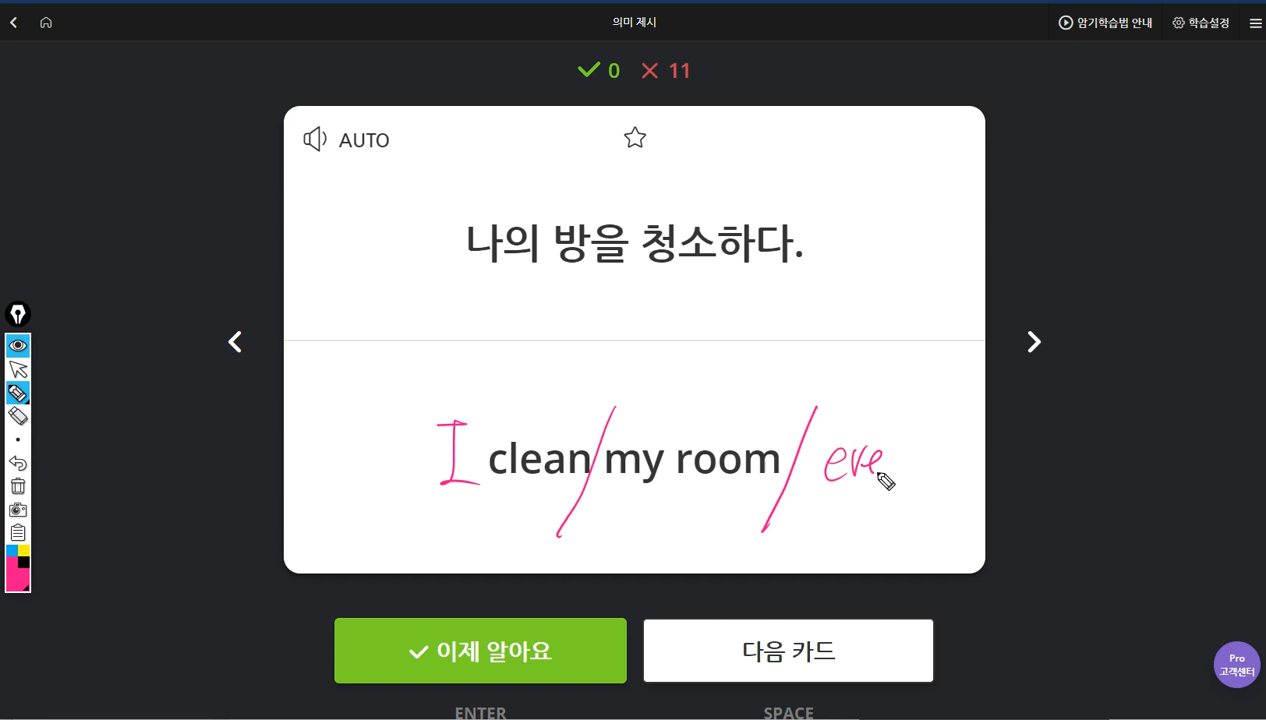 의미 제시
암기학습법 안내
학습설정
0 11
AUTO
나의 방을 청소하다.
I clean/my room/eve
이제 알아요
다음 카드
ENTER
SPACE
Pro
고객센터